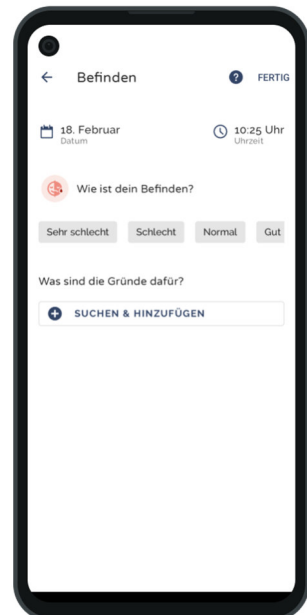 Befinden
? FERTIG
18. Februar
Datum
10:25 Uhr
Uhrzeit
Wie ist dein Befinden?
Sehr schlecht Schlecht Normal Gut
Was sind die Gründe dafür?
SUCHEN & HINZUFÜGEN